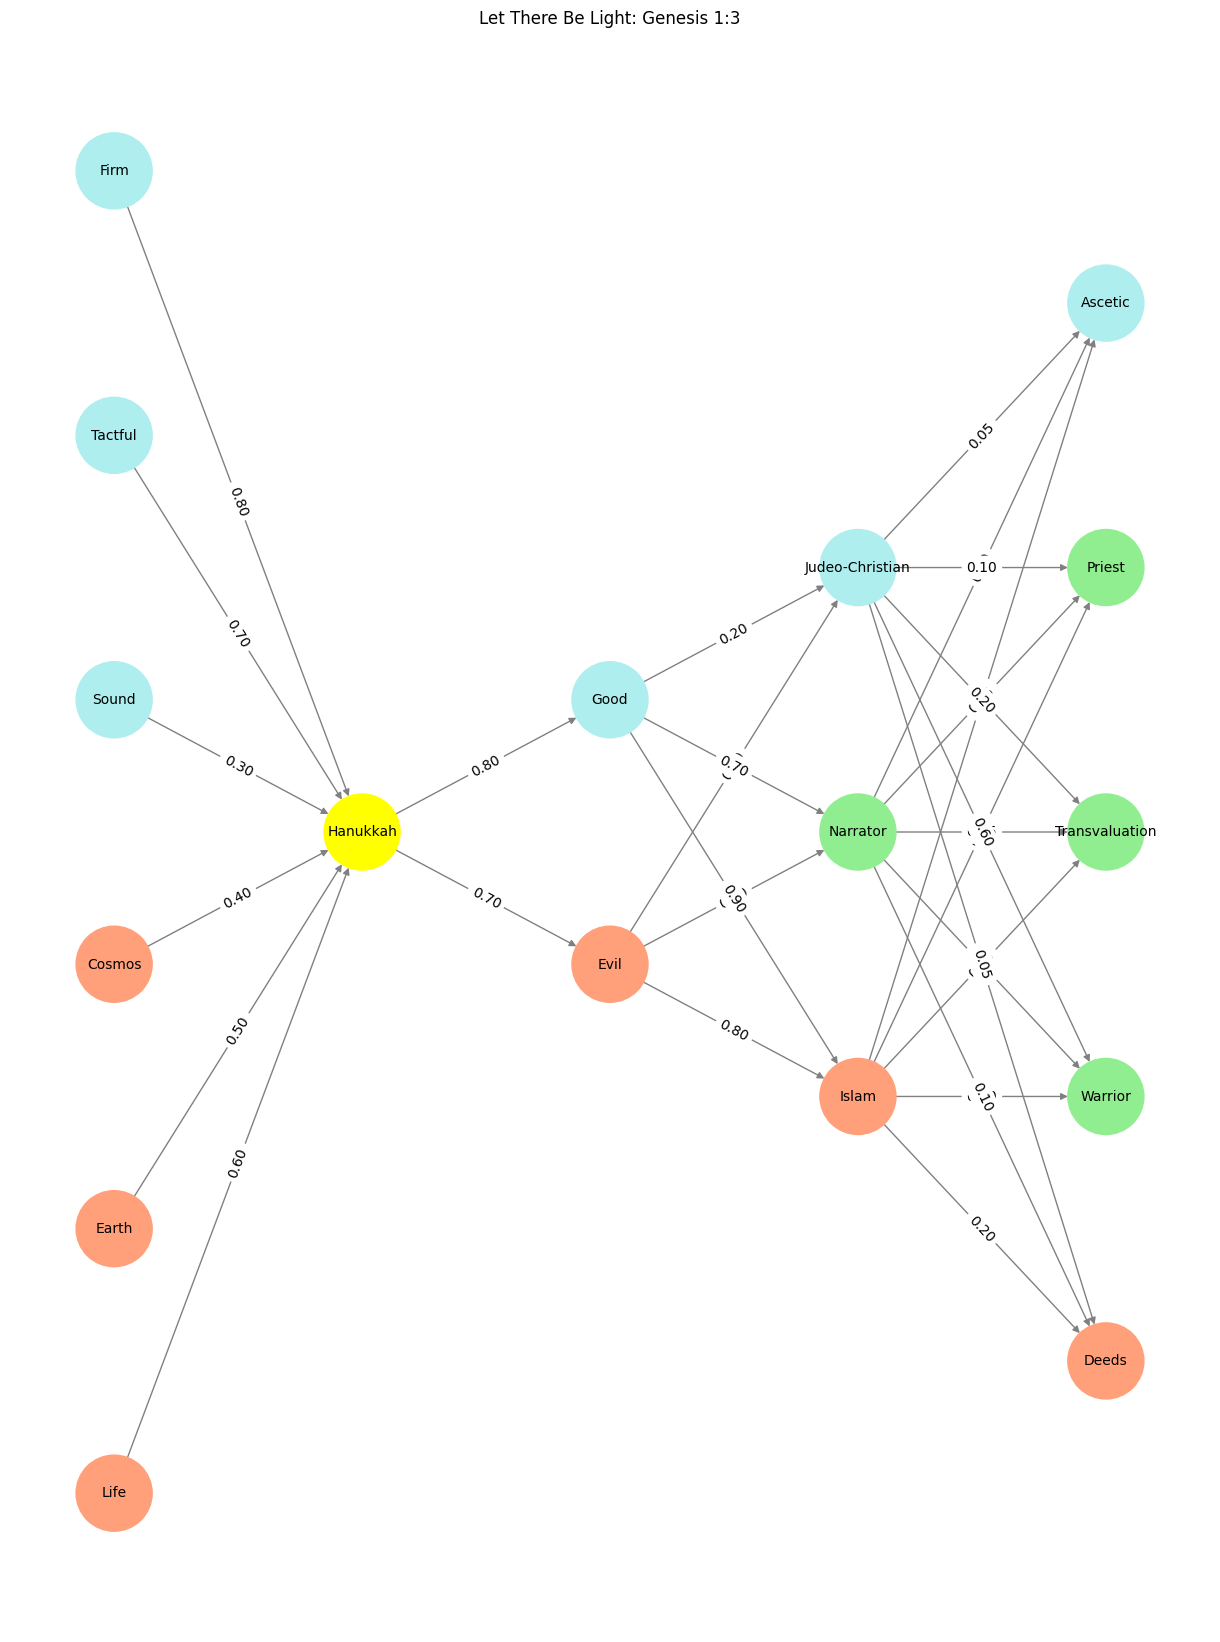 Let There Be Light: Genesis 1:3
Firm
Ascetic
0.05
Tactful
0.80
Judeo-Christian
0.10
Priest
0.70
0.20
Sound
Good
0.20
0.30
0.80
0.70
Hanukkah
Narrator
0.60
Transvaluation
0.40
0.70
0.90
Cosmos
Evil
0.05
0.50
0.80
Islam
0.10
Warrior
0.60
Earth
0.20
Deeds
Life